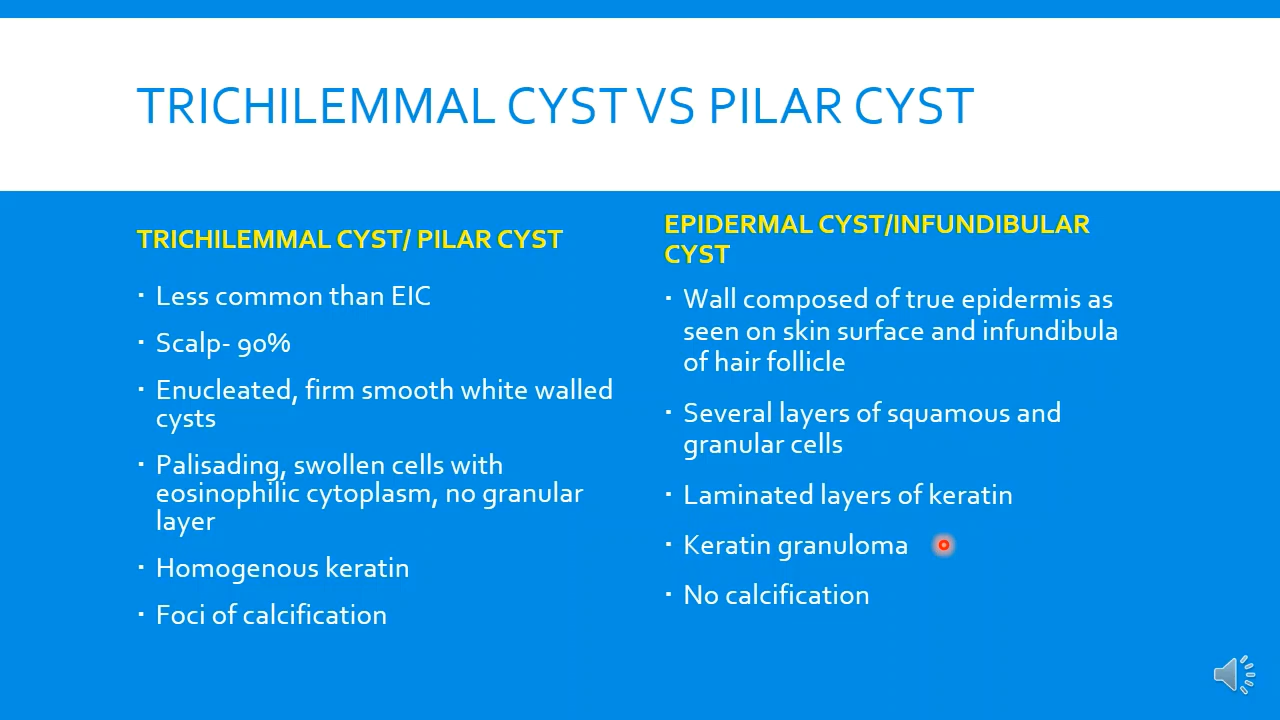 TRICHILEMMAL CYST VS PILAR CYST
TRICHILEMMAL CYST/ PILAR CYST
▪ Less common than EIC
▪ Scalp- 90%
▪ Enucleated, firm smooth white walled
cysts
▪ Palisading, swollen cells with
eosinophilic cytoplasm, no granular
layer
▪ Homogenous keratin
▪ Foci of calcification
EPIDERMAL CYST/INFUNDIBULAR
CYST
▪ Wall composed of true epidermis as
seen on skin surface and infundibula
of hair follicle
▪ Several layers of squamous and
granular cells
▪ Laminated layers of keratin
▪ Keratin granuloma
▪ No calcification